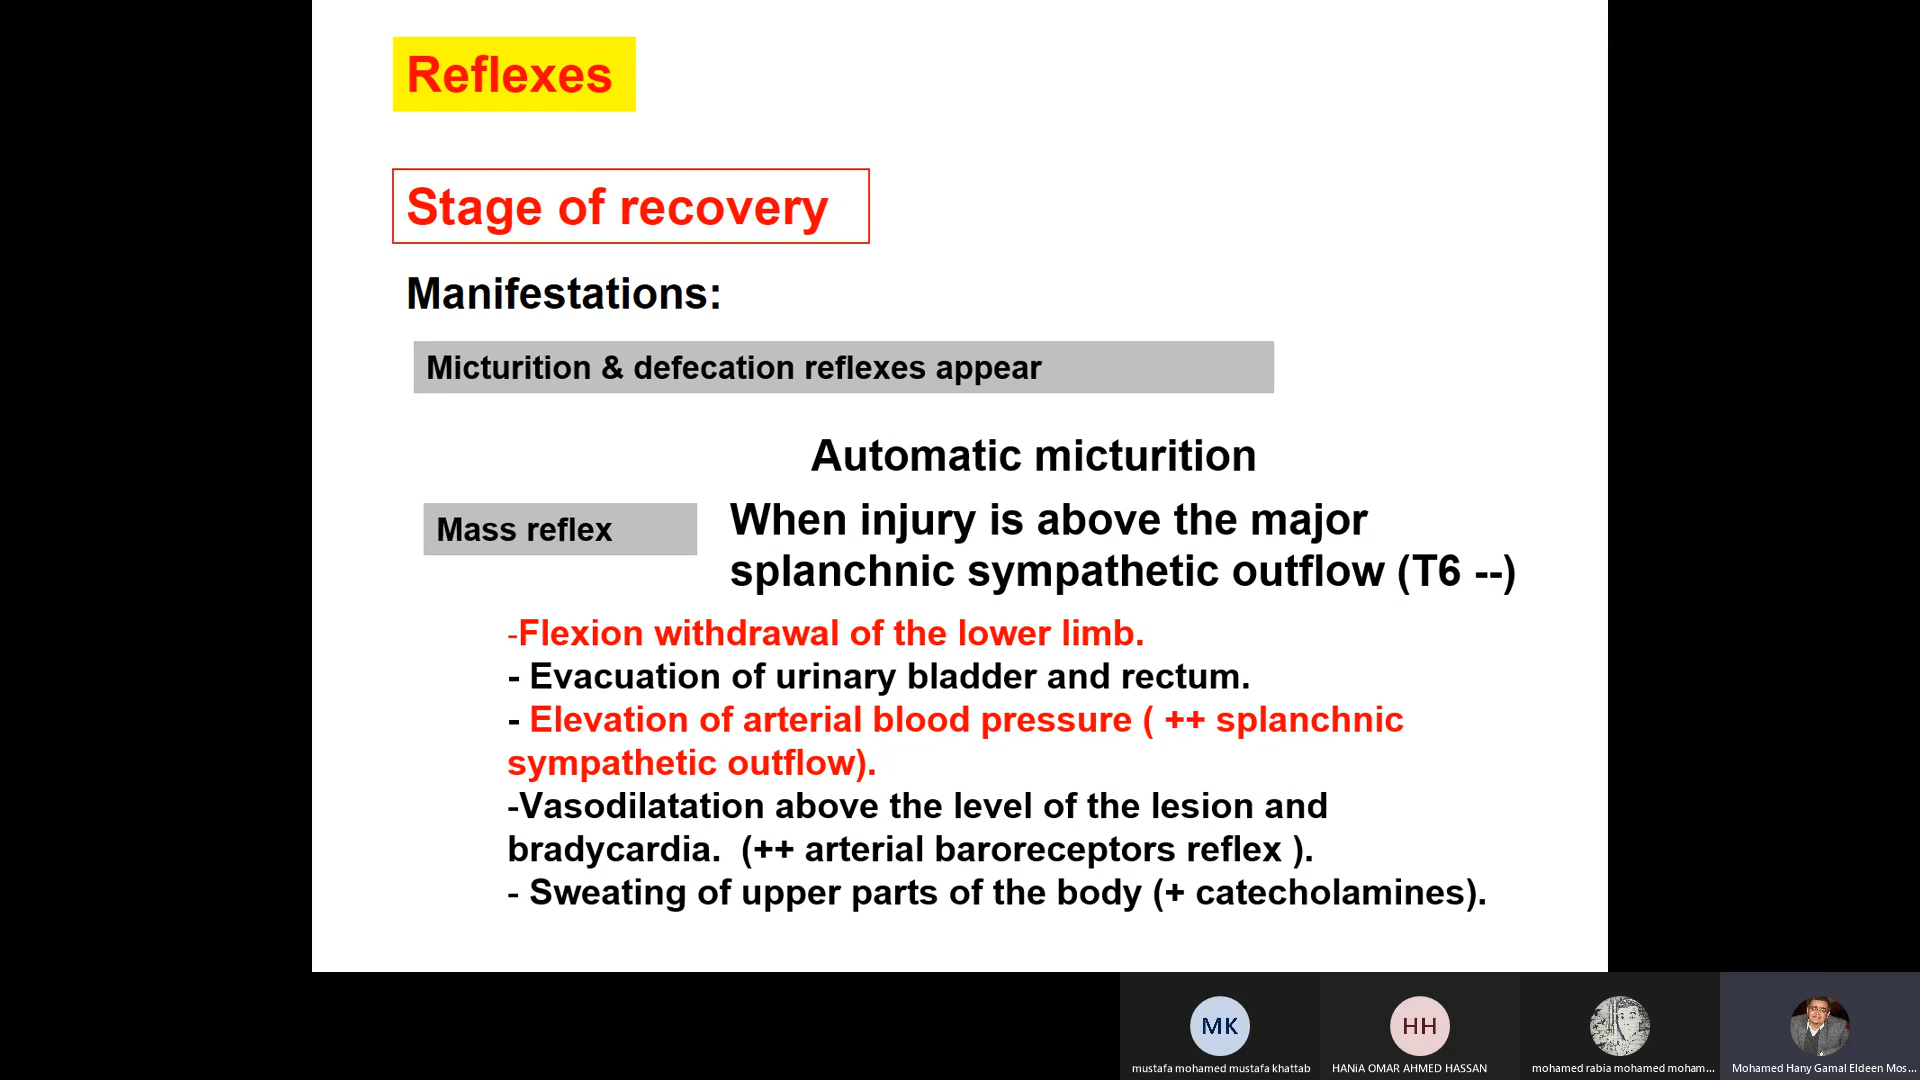 Reflexes
Stage of recovery
Manifestations:
Micturition & defecation reflexes appear
Automatic micturition
Mass reflex
When injury is above the major
splanchnic sympathetic outflow (T6 --)
-Flexion withdrawal of the lower limb.
- Evacuation of urinary bladder and rectum.
- Elevation of arterial blood pressure ( ++ splanchnic
sympathetic outflow).
-Vasodilatation above the level of the lesion and
bradycardia. (++ arterial baroreceptors reflex ).
- Sweating of upper parts of the body (+ catecholamines).
MK
HH
mustafa mohamed mustafa khattab
HANiA OMAR AHMED HASSAN
mohamed rabia mohamed moham...
Mohamed Hany Gamal Eldeen Mos...